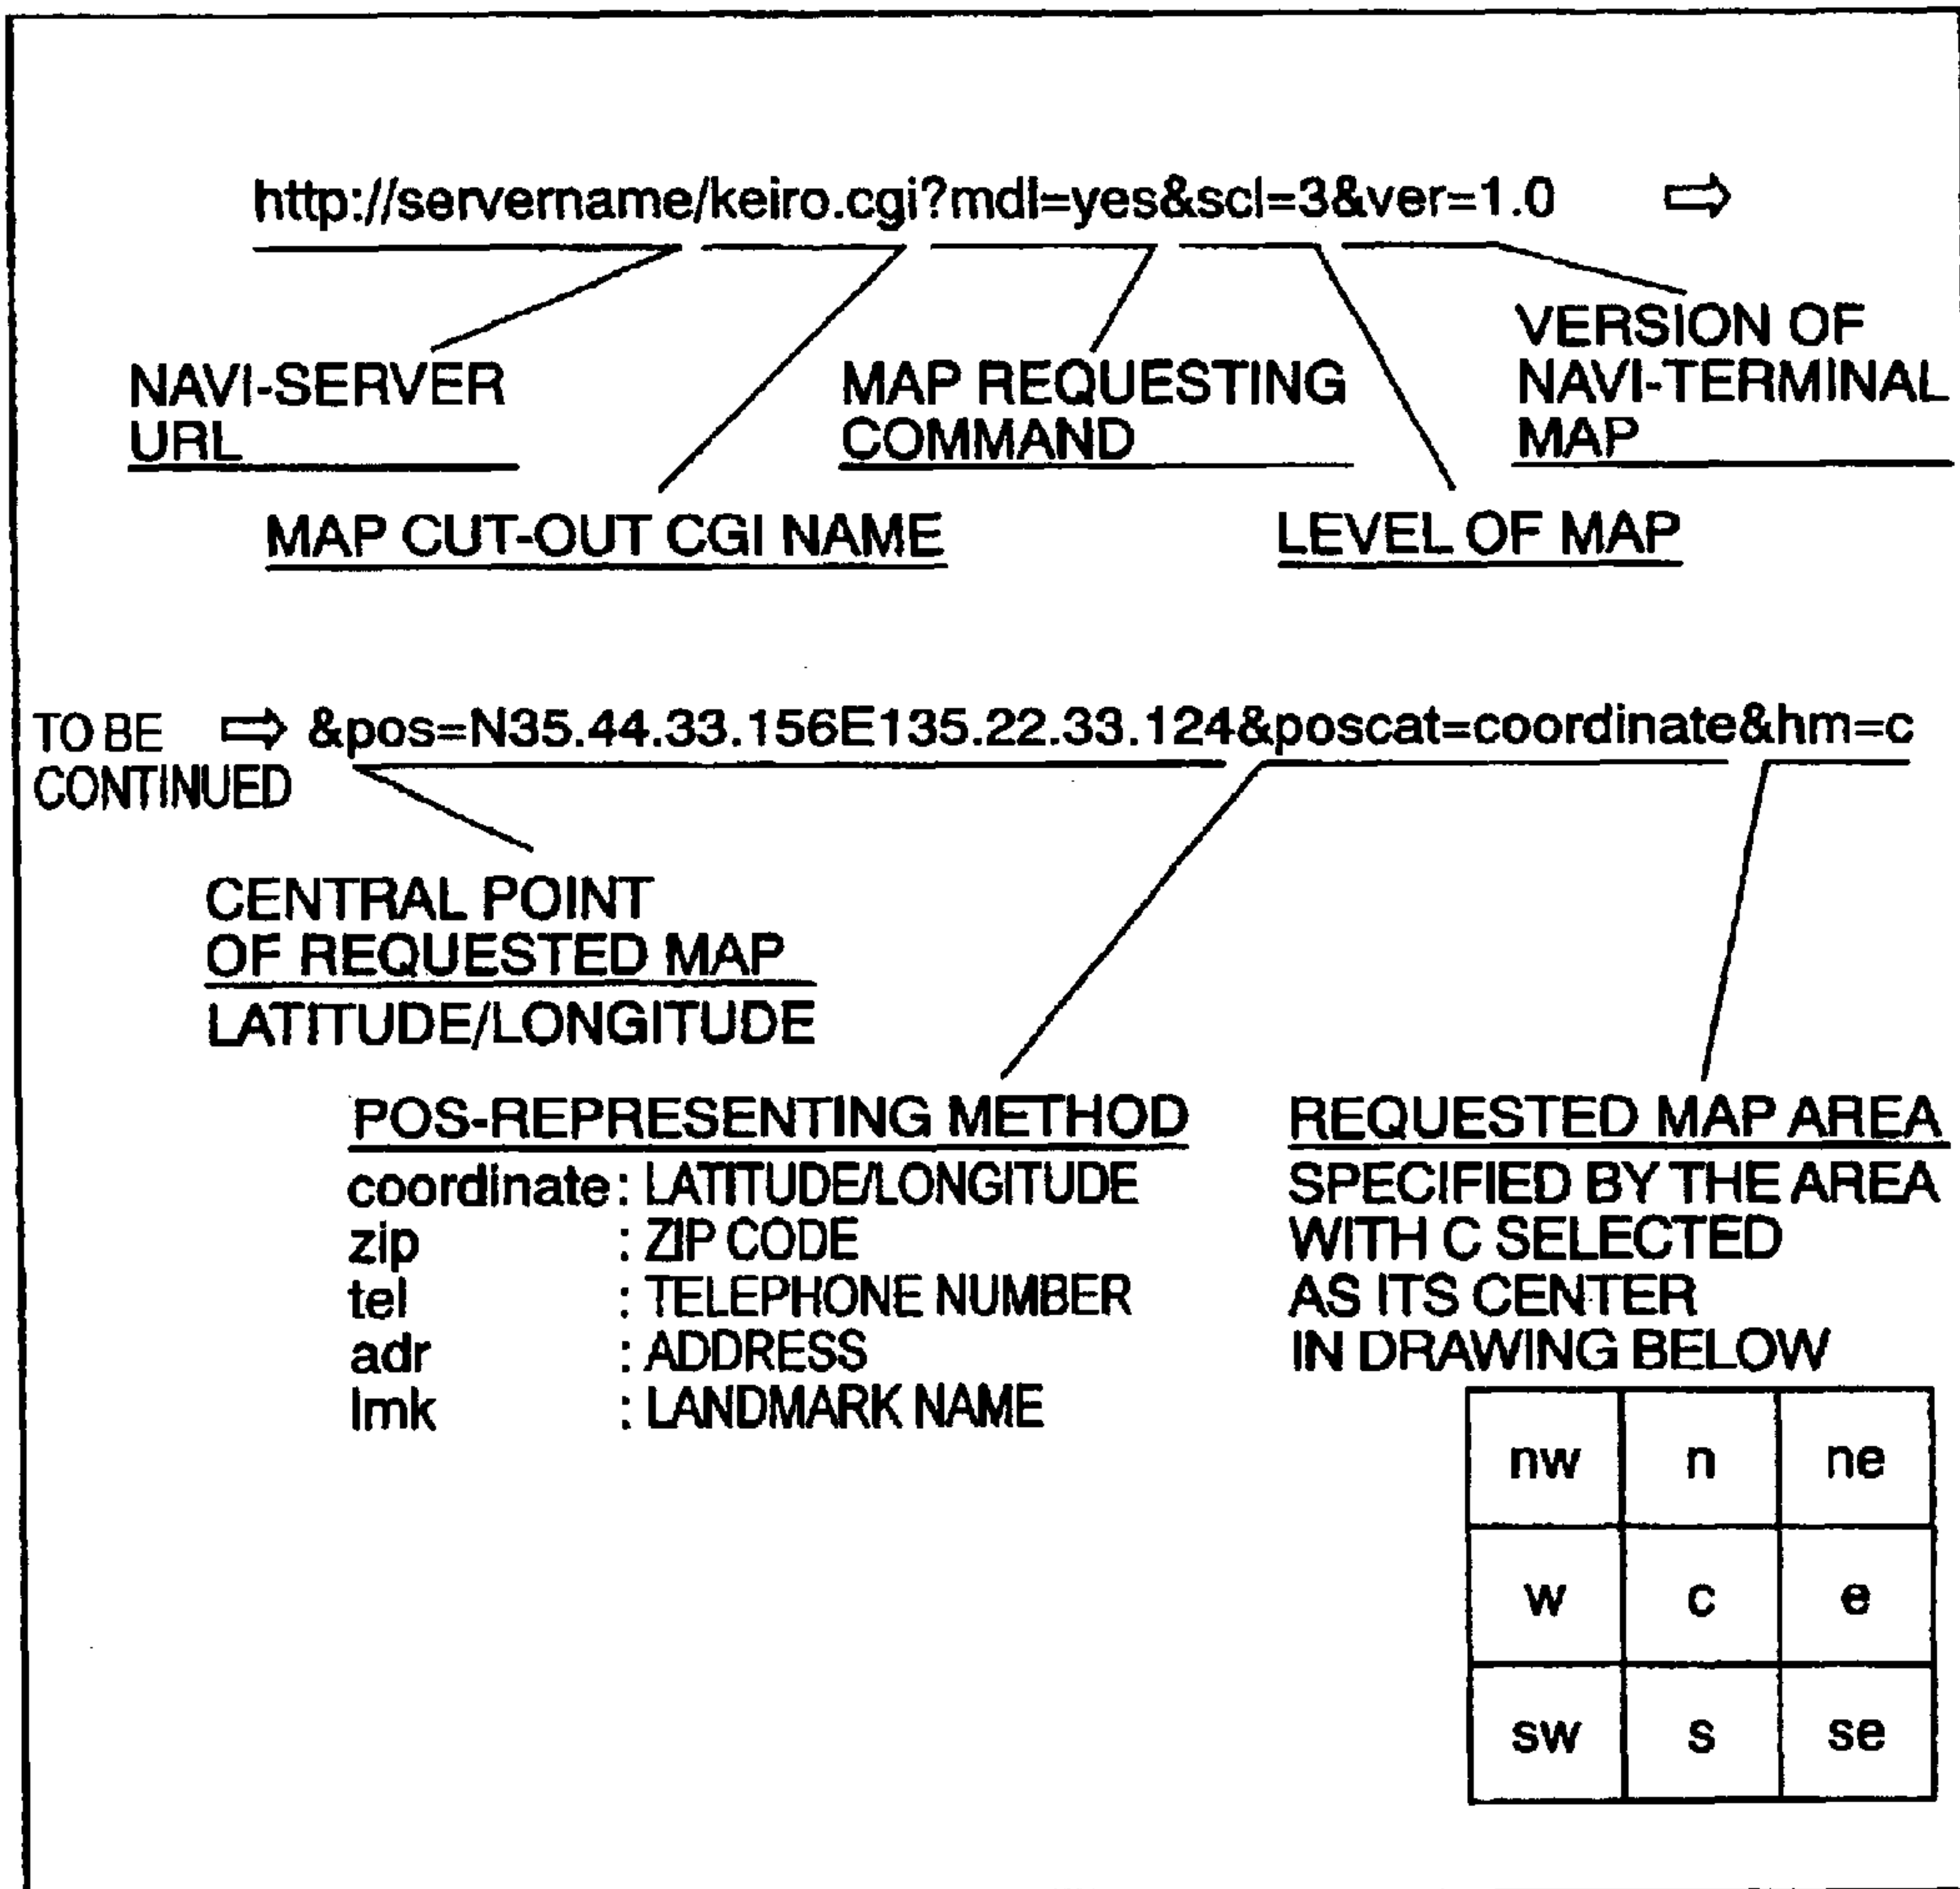 http://servername/keiro.cgi?mdl=yes&scl=3&ver=1.0 ⇨
NAVI-SERVER
URL
MAP REQUESTING
COMMAND
VERSION OF
NAVI-TERMINAL
MAP
MAP CUT-OUT CGI NAME
LEVEL OF MAP
TO BE
CONTINUED
⇨ &pos=N35.44.33.156E135.22.33.124&poscat=coordinate&hm=c
CENTRAL POINT
OF REQUESTED MAP
LATITUDE/LONGITUDE
POS-REPRESENTING METHOD
coordinate : LATITUDE/LONGITUDE
zip : ZIP CODE
tel : TELEPHONE NUMBER
adr : ADDRESS
lmk : LANDMARK NAME
REQUESTED MAP AREA
SPECIFIED BY THE AREA
WITH C SELECTED
AS ITS CENTER
IN DRAWING BELOW
nw n ne
w c e
sw s se